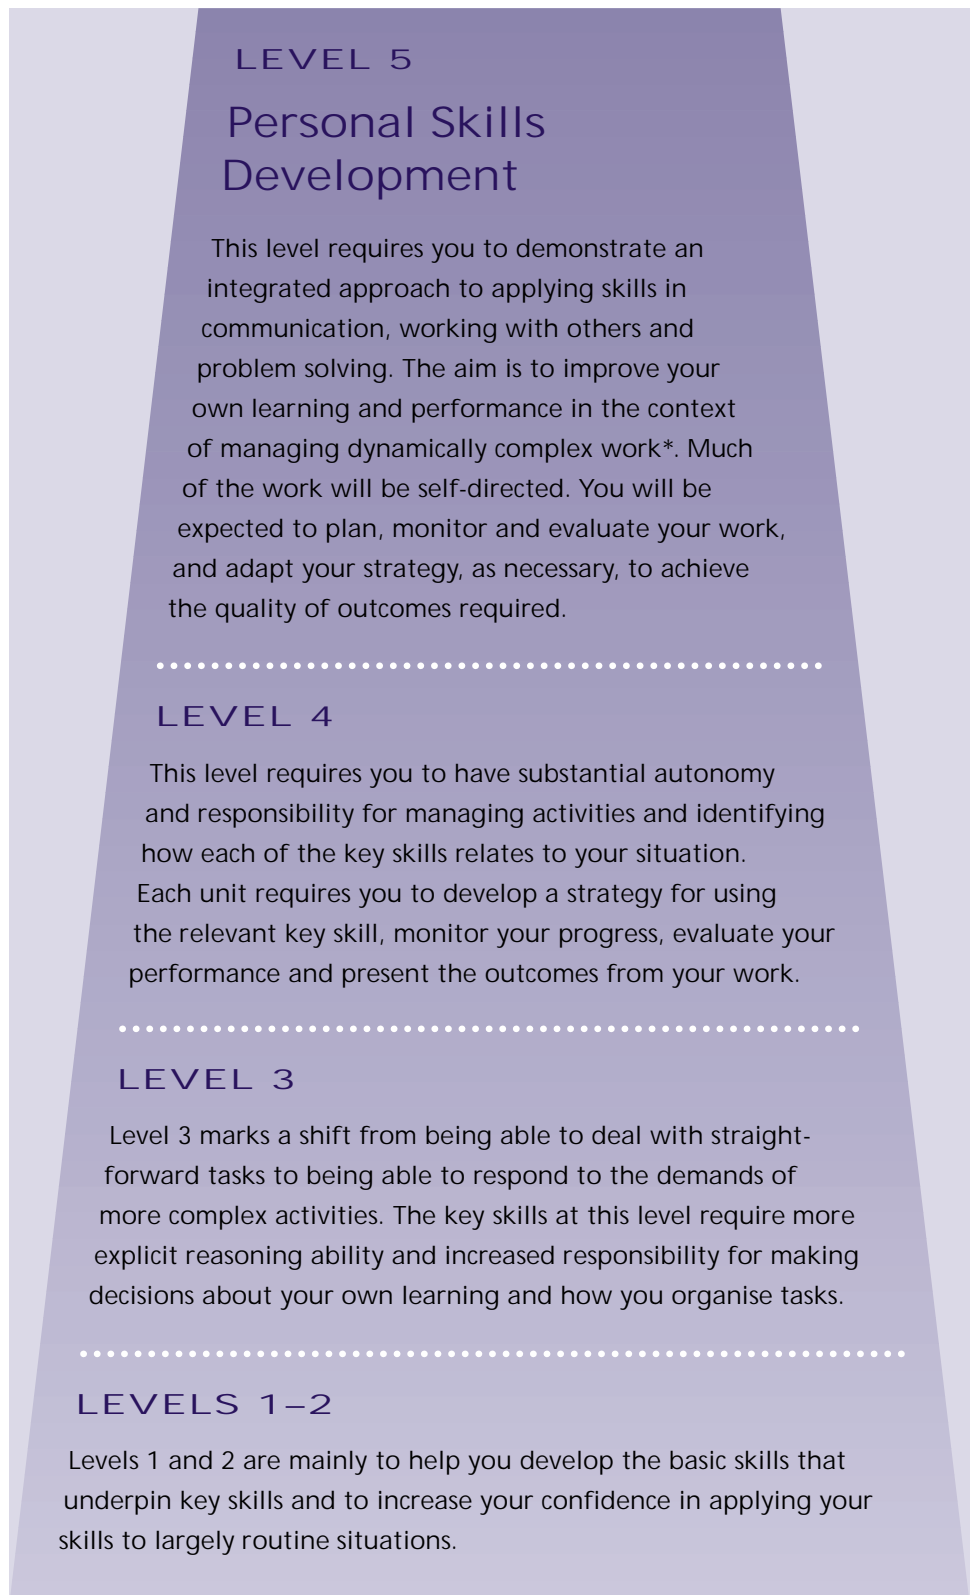 LEVEL 5
Personal Skills
Development
This level requires you to demonstrate an
integrated approach to applying skills in
communication, working with others and
problem solving. The aim is to improve your
own learning and performance in the context
of managing dynamically complex work*. Much
of the work will be self-directed. You will be
expected to plan, monitor and evaluate your work,
and adapt your strategy, as necessary, to achieve
the quality of outcomes required.
LEVEL 4
This level requires you to have substantial autonomy
and responsibility for managing activities and identifying
how each of the key skills relates to your situation.
Each unit requires you to develop a strategy for using
the relevant key skill, monitor your progress, evaluate your
performance and present the outcomes from your work.
LEVEL 3
Level 3 marks a shift from being able to deal with straight-
forward tasks to being able to respond to the demands of
more complex activities. The key skills at this level require more
explicit reasoning ability and increased responsibility for making
decisions about your own learning and how you organise tasks.
LEVELS 1–2
Levels 1 and 2 are mainly to help you develop the basic skills that
underpin key skills and to increase your confidence in applying your
skills to largely routine situations.